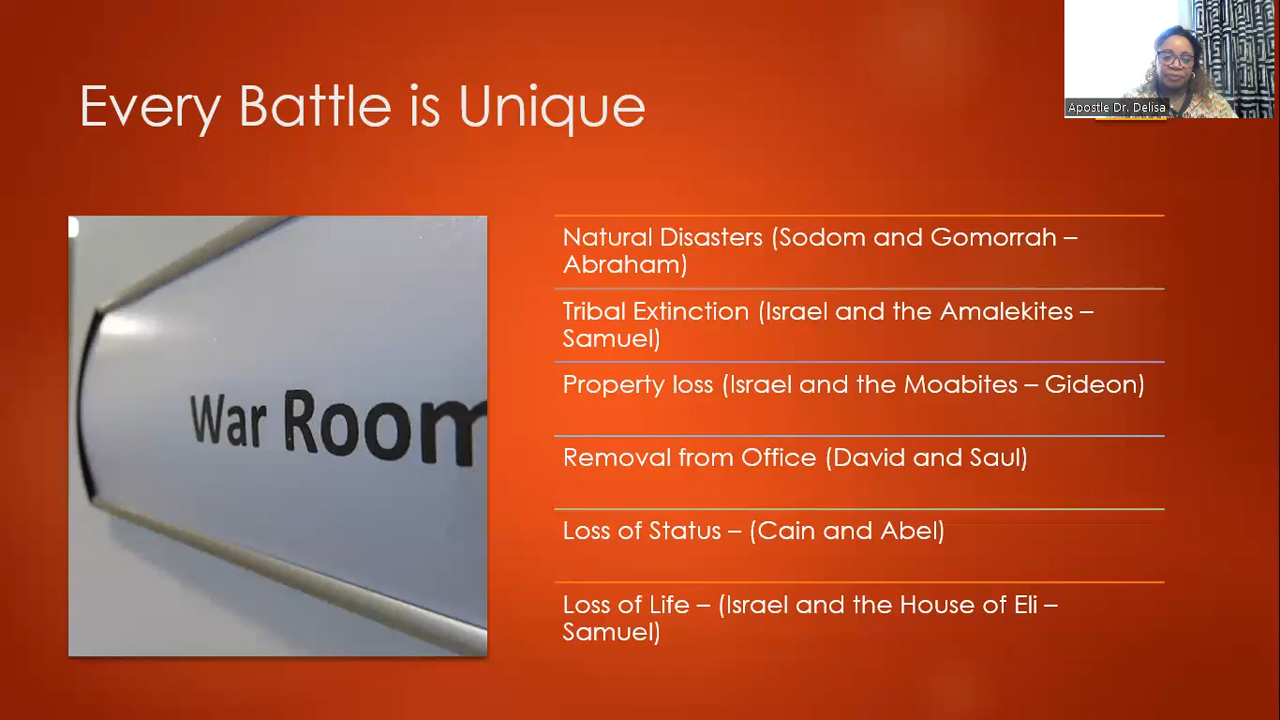 Every Battle is Unique
Apostle Dr. Delisa
War Room
Natural Disasters (Sodom and Gomorrah –
Abraham)
Tribal Extinction (Israel and the Amalekites –
Samuel)
Property loss (Israel and the Moabites – Gideon)
Removal from Office (David and Saul)
Loss of Status – (Cain and Abel)
Loss of Life – (Israel and the House of Eli –
Samuel)